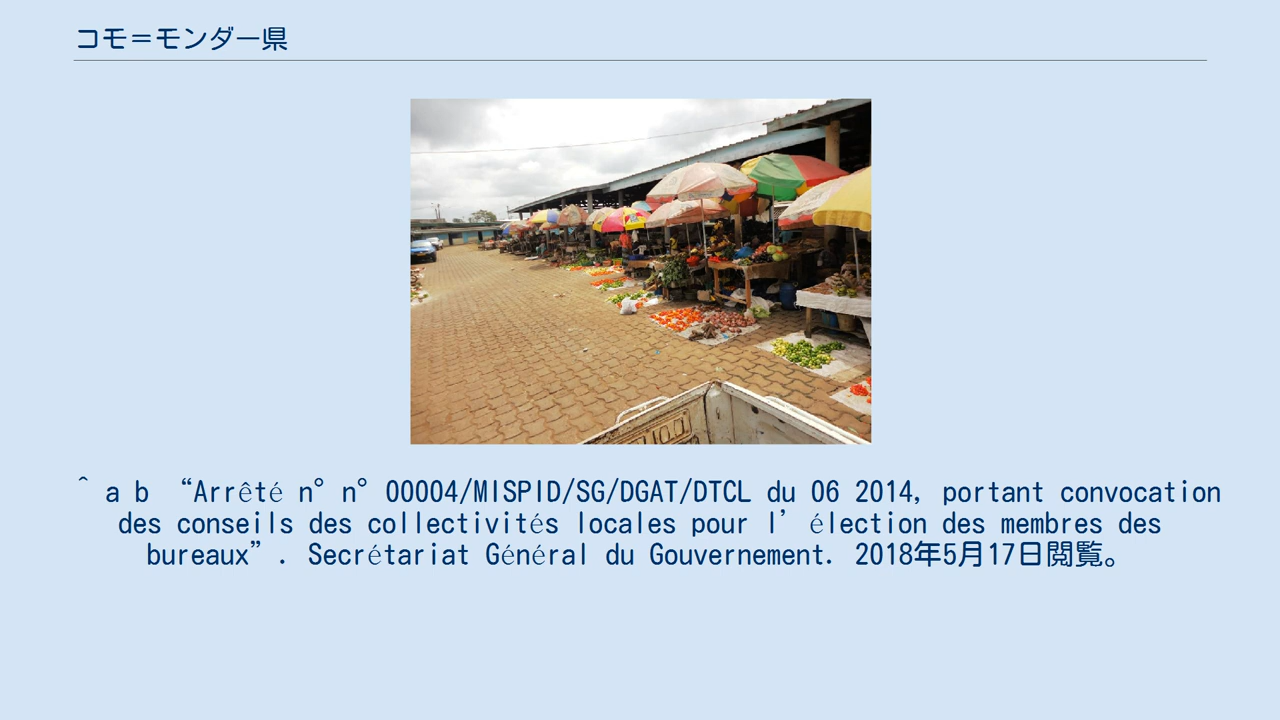 コモ＝モンダー県
^ a b “Arrêté n° n° 00004/MISPID/SG/DGAT/DTCL du 06 2014, portant convocation
des conseils des collectivités locales pour l’élection des membres des
bureaux”. Secrétariat Général du Gouvernement. 2018年5月17日閲覧。